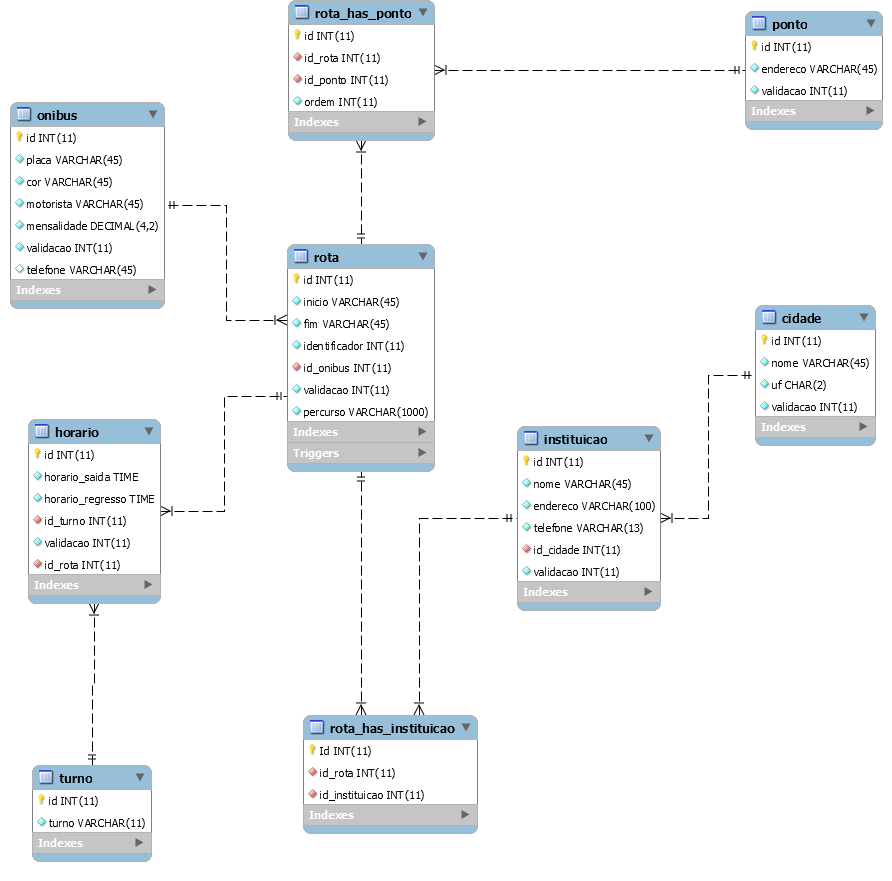 rota_has_ponto
id INT(11)
id_rota INT(11)
id_ponto INT(11)
ordem INT(11)
Indexes
ponto
id INT(11)
endereco VARCHAR(45)
validacao INT(11)
Indexes
onibus
id INT(11)
placa VARCHAR(45)
cor VARCHAR(45)
motorista VARCHAR(45)
mensalidade DECIMAL(4,2)
validacao INT(11)
telefone VARCHAR(45)
Indexes
rota
id INT(11)
inicio VARCHAR(45)
fim VARCHAR(45)
identificador INT(11)
id_onibus INT(11)
validacao INT(11)
percurso VARCHAR(1000)
Indexes
Triggers
cidade
id INT(11)
nome VARCHAR(45)
uf CHAR(2)
validacao INT(11)
Indexes
horario
id INT(11)
horario_saida TIME
horario_regresso TIME
id_turno INT(11)
validacao INT(11)
id_rota INT(11)
Indexes
instituicao
id INT(11)
nome VARCHAR(45)
endereco VARCHAR(100)
telefone VARCHAR(13)
id_cidade INT(11)
validacao INT(11)
Indexes
rota_has_instituicao
Id INT(11)
id_rota INT(11)
id_instituicao INT(11)
Indexes
turno
id INT(11)
turno VARCHAR(11)
Indexes